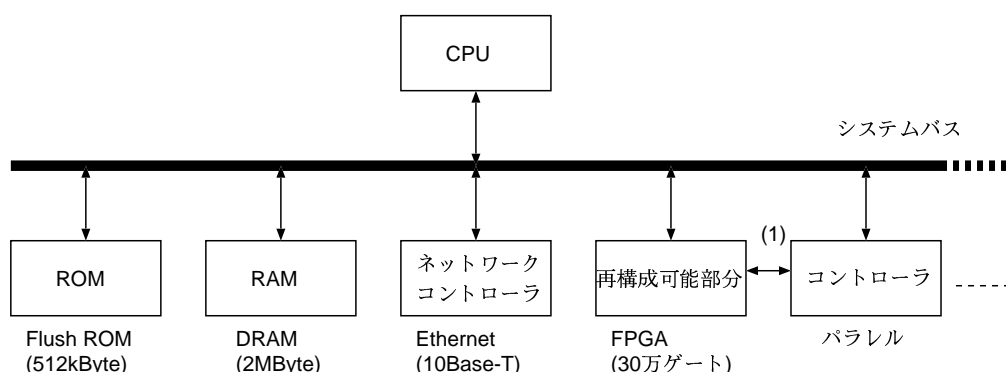 CPU
システムバス
(1)
ROM
RAM
ネットワーク
コントローラ
再構成可能部分
コントローラ
Flush ROM
(512kByte)
DRAM
(2MByte)
Ethernet
(10Base-T)
FPGA
(30万ゲート)
パラレル